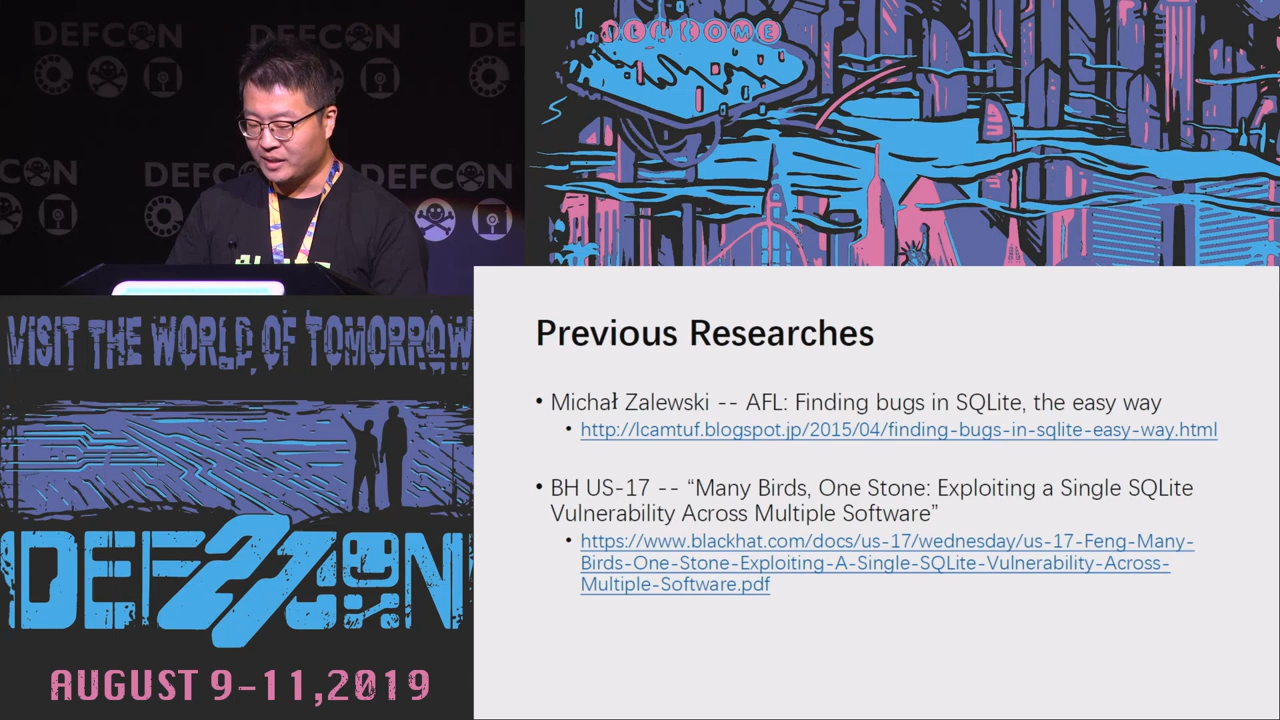 DEFCON DEFCON DEFCON
DEFCON DEFCON DEFCON
WELCOME
VISIT THE WORLD OF TOMORROW
DEF27CON
AUGUST 9-11,2019
Previous Researches
• Michał Zalewski -- AFL: Finding bugs in SQLite, the easy way
• http://lcamtuf.blogspot.jp/2015/04/finding-bugs-in-sqlite-easy-way.html
• BH US-17 -- “Many Birds, One Stone: Exploiting a Single SQLite
Vulnerability Across Multiple Software”
• https://www.blackhat.com/docs/us-17/wednesday/us-17-Feng-Many-
Birds-One-Stone-Exploiting-A-Single-SQLite-Vulnerability-Across-
Multiple-Software.pdf